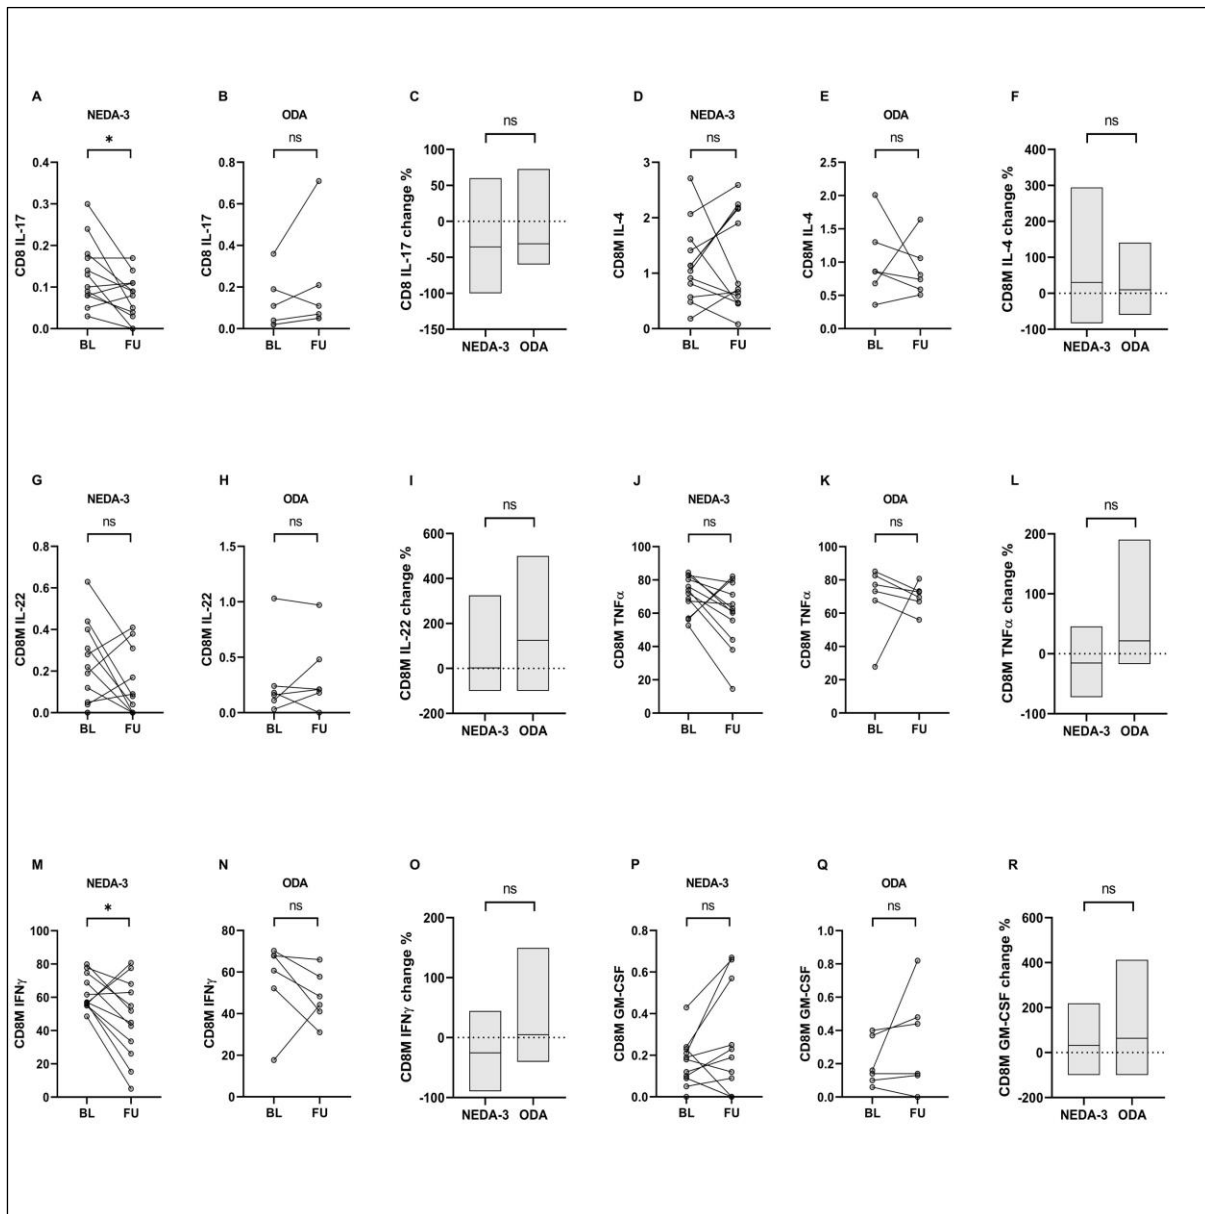 A B C D E F
NEDA-3 ODA ns NEDA-3 ODA ns
* ns ns ns
CD8 IL-17 0.4 0.3 0.2 0.1 0.0 BL FU
CD8 IL-17 0.8 0.6 0.4 0.2 0.0 BL FU
CD8 IL-17 change % 100 50 0 -50 -100 -150 NEDA-3 ODA
CD8M IL-4 3 2 1 0 BL FU
CD8M IL-4 2.5 2.0 1.5 1.0 0.5 0.0 BL FU
CD8M IL-4 change % 400 300 200 100 0 -100 NEDA-3 ODA
G H I J K L
NEDA-3 ODA ns NEDA-3 ODA ns
ns ns ns ns
CD8M IL-22 0.8 0.6 0.4 0.2 0.0 BL FU
CD8M IL-22 1.5 1.0 0.5 0.0 BL FU
CD8M IL-22 change % 600 400 200 0 -200 NEDA-3 ODA
CD8M TNFα 100 80 60 40 20 0 BL FU
CD8M TNFα 100 80 60 40 20 0 BL FU
CD8M TNFα change % 200 100 0 -100 NEDA-3 ODA
M N O P Q R
NEDA-3 ODA ns NEDA-3 ODA ns
* ns ns ns
CD8M IFNγ 100 80 60 40 20 0 BL FU
CD8M IFNγ 80 60 40 20 0 BL FU
CD8M IFNγ change % 200 100 0 -100 NEDA-3 ODA
CD8M GM-CSF 0.8 0.6 0.4 0.2 0.0 BL FU
CD8M GM-CSF 1.0 0.8 0.6 0.4 0.2 0.0 BL FU
CD8M GM-CSF change % 600 400 200 0 -200 NEDA-3 ODA